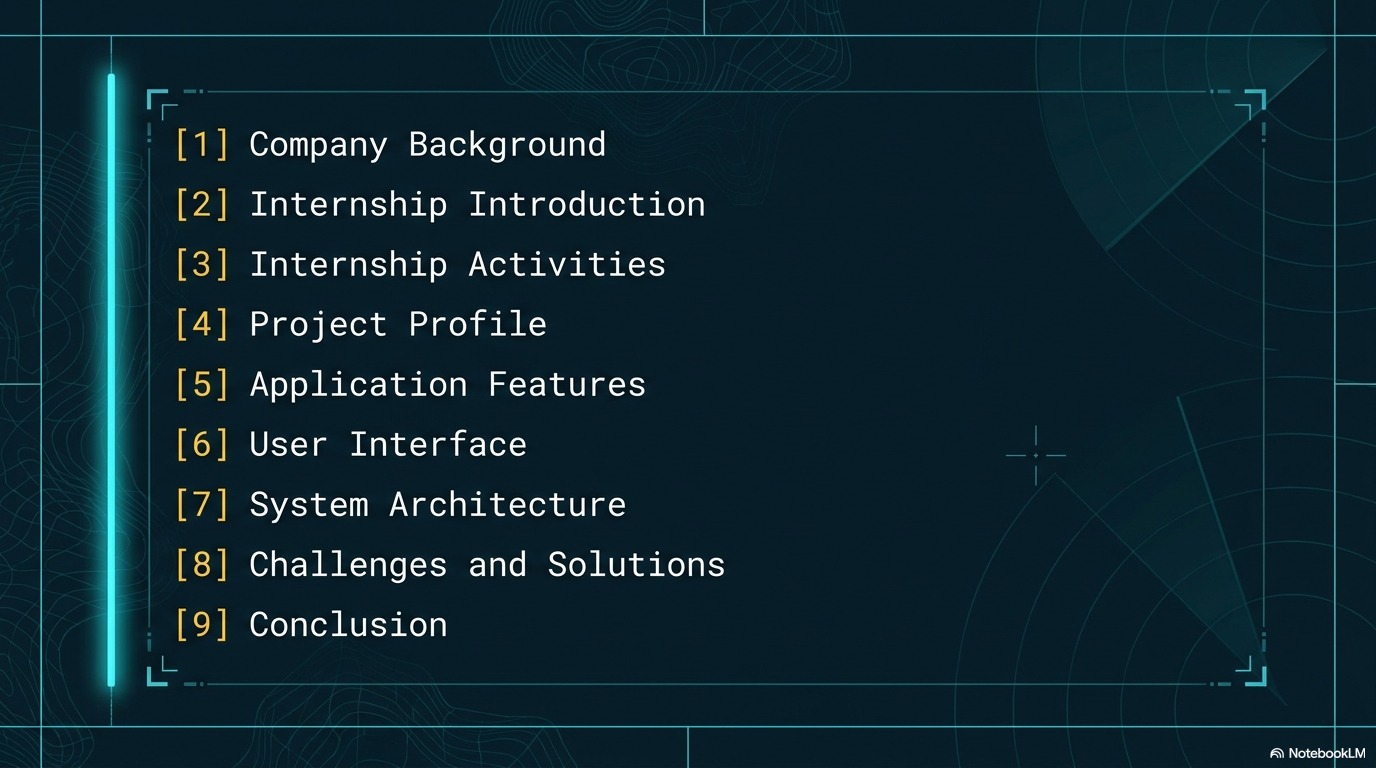 [1] Company Background
[2] Internship Introduction
[3] Internship Activities
[4] Project Profile
[5] Application Features
[6] User Interface
[7] System Architecture
[8] Challenges and Solutions
[9] Conclusion
NotebookLM